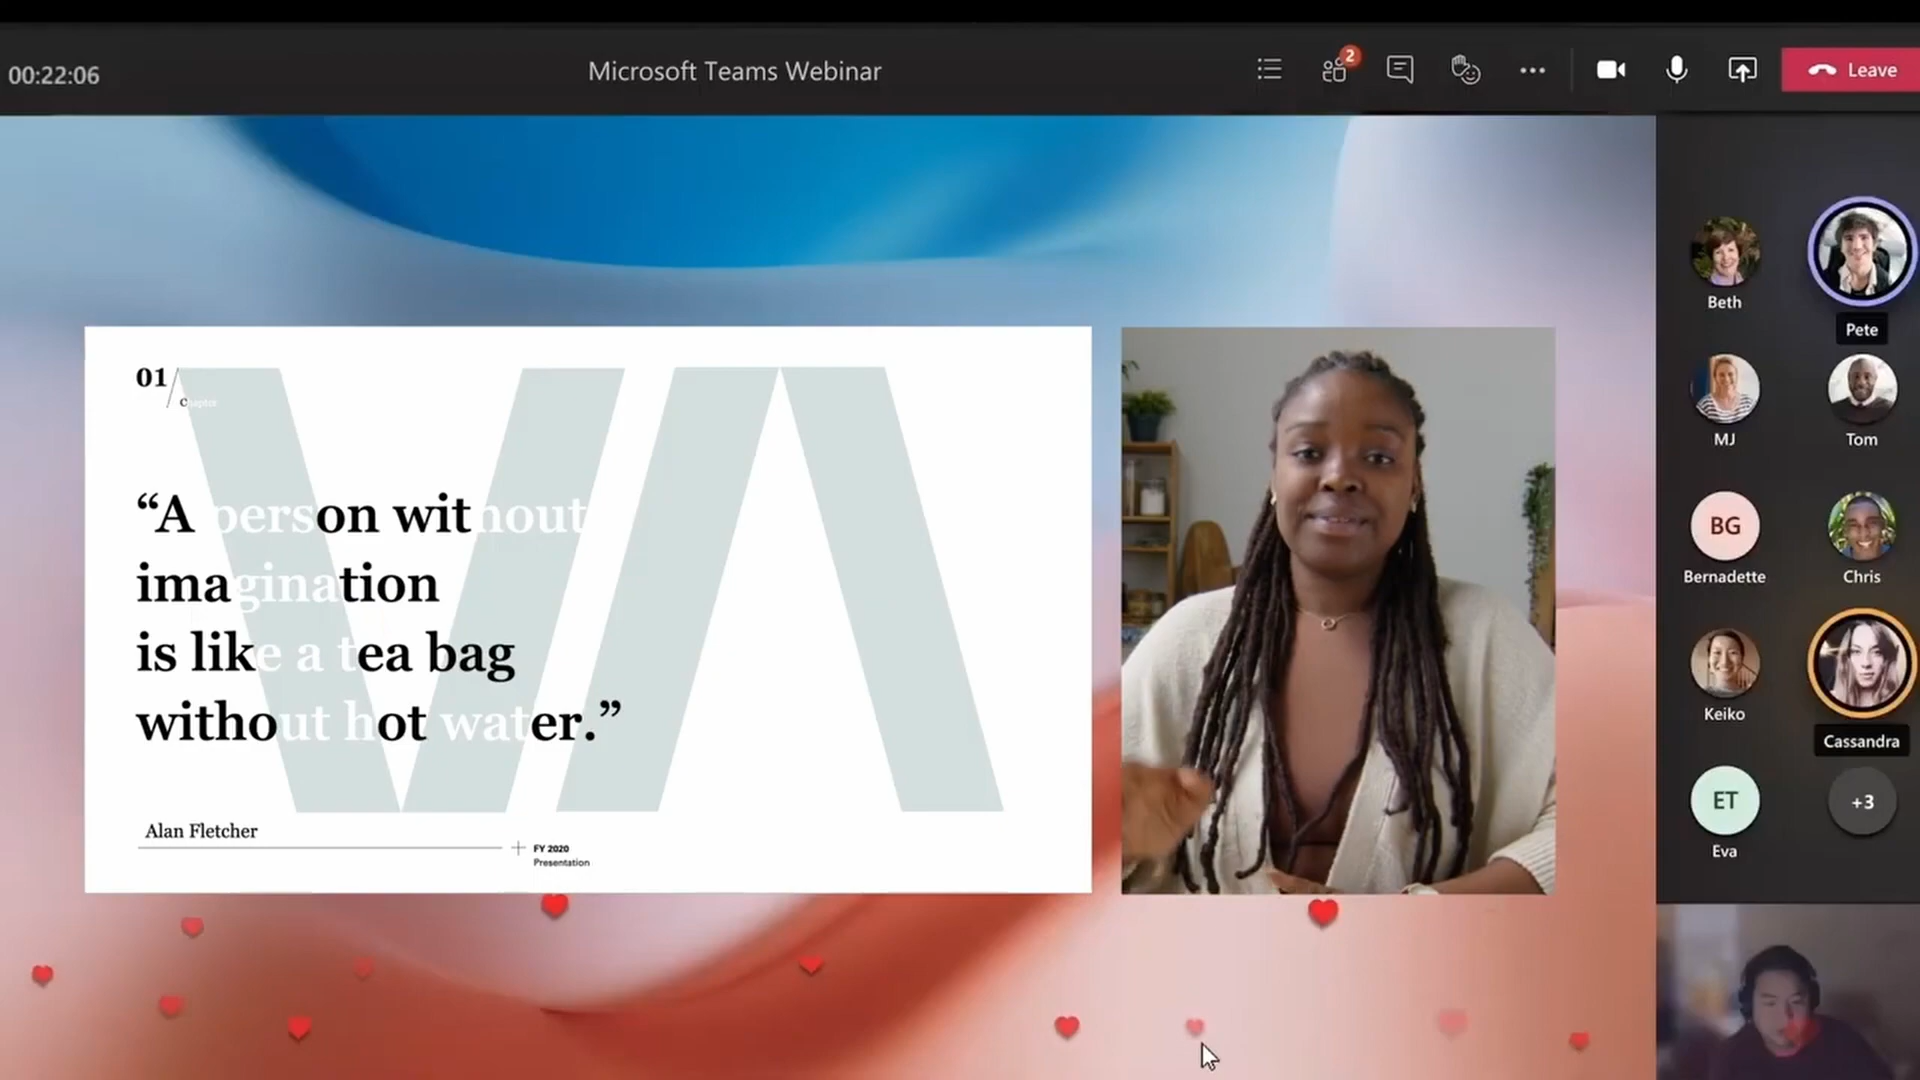 00:22:06
Microsoft Teams Webinar
2
Leave
01/
Chapter
“A person without
imagination
is like a tea bag
without hot water.”
Alan Fletcher
FY 2020
Presentation
Beth
Pete
MJ
Tom
BG
Bernadette
Chris
Keiko
Cassandra
ET
Eva
+3